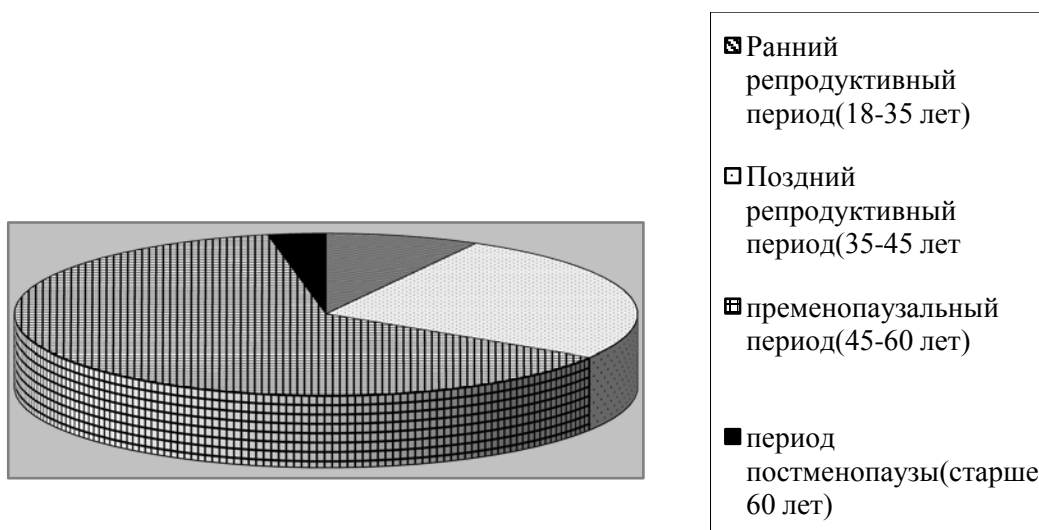 Ранний
репродуктивный
период(18-35 лет)
Поздний
репродуктивный
период(35-45 лет
пременопаузальный
период(45-60 лет)
период
постменопаузы(старше
60 лет)